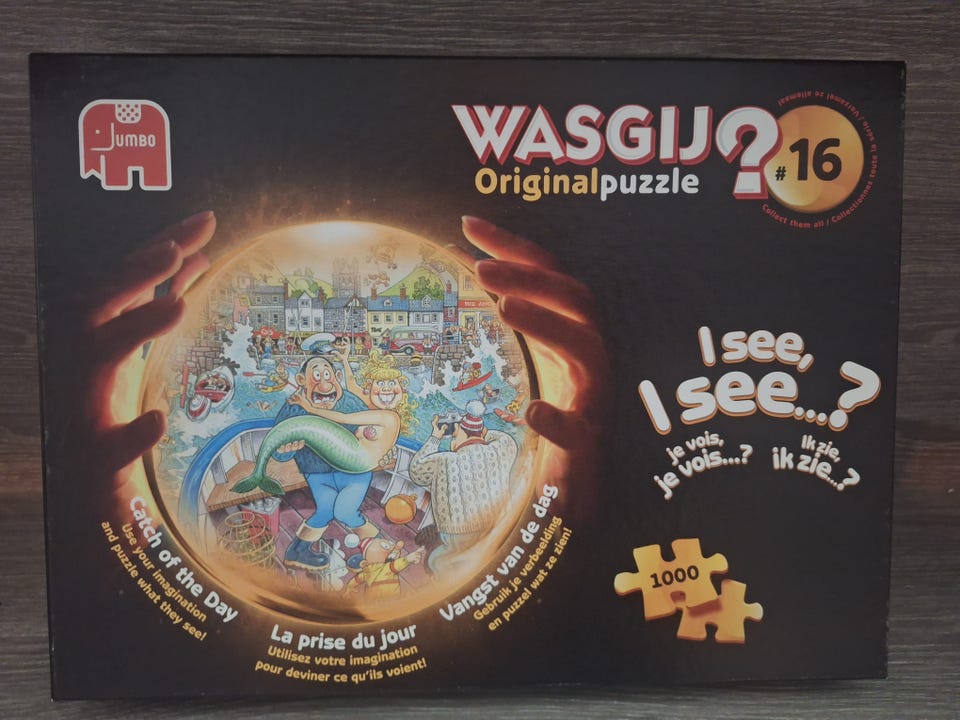 JUMBO
WASGIJ?
Originalpuzzle
#16
Collect them all / Collectionnez toute la série / Verzamel ze allemaal
I see,
I see...?
je vois,
je vois...?
Ik zie,
ik zie...?
Catch of the Day
Use your imagination
and puzzle what they see!
La prise du jour
Utilisez votre imagination
pour deviner ce qu'ils voient!
Vangst van de dag
Gebruik je verbeelding
en puzzel wat ze zien!
1000